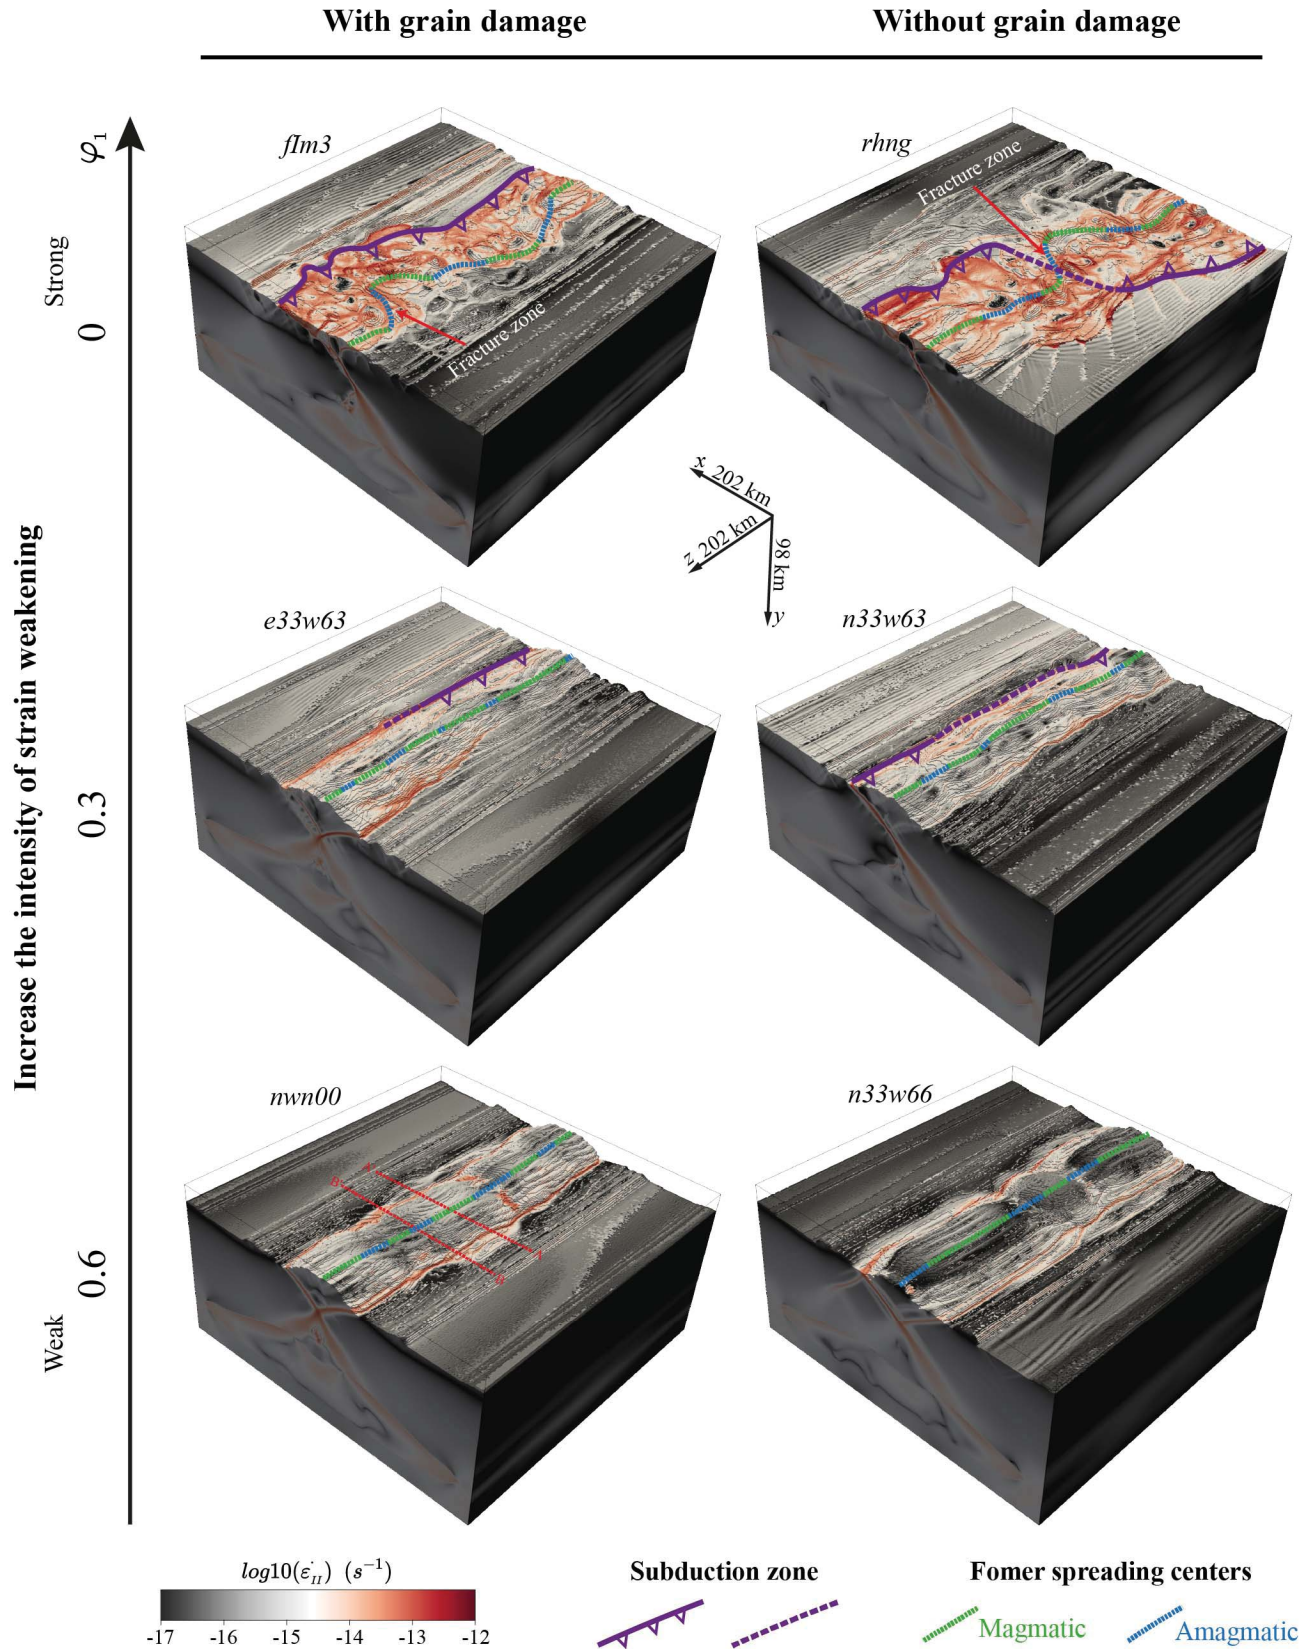 With grain damage
Without grain damage
φ₁
Strong
0
0.3
0.6
Weak
Increase the intensity of strain weakening
flm3
Fracture zone
rhng
Fracture zone
x 202 km
z 202 km
98 km
y
e33w63
n33w63
nwn00
A
B
A
B
n33w66
log10(ε̇_II) (s⁻¹)
-17 -16 -15 -14 -13 -12
Subduction zone
Fomer spreading centers
Magmatic
Amagmatic